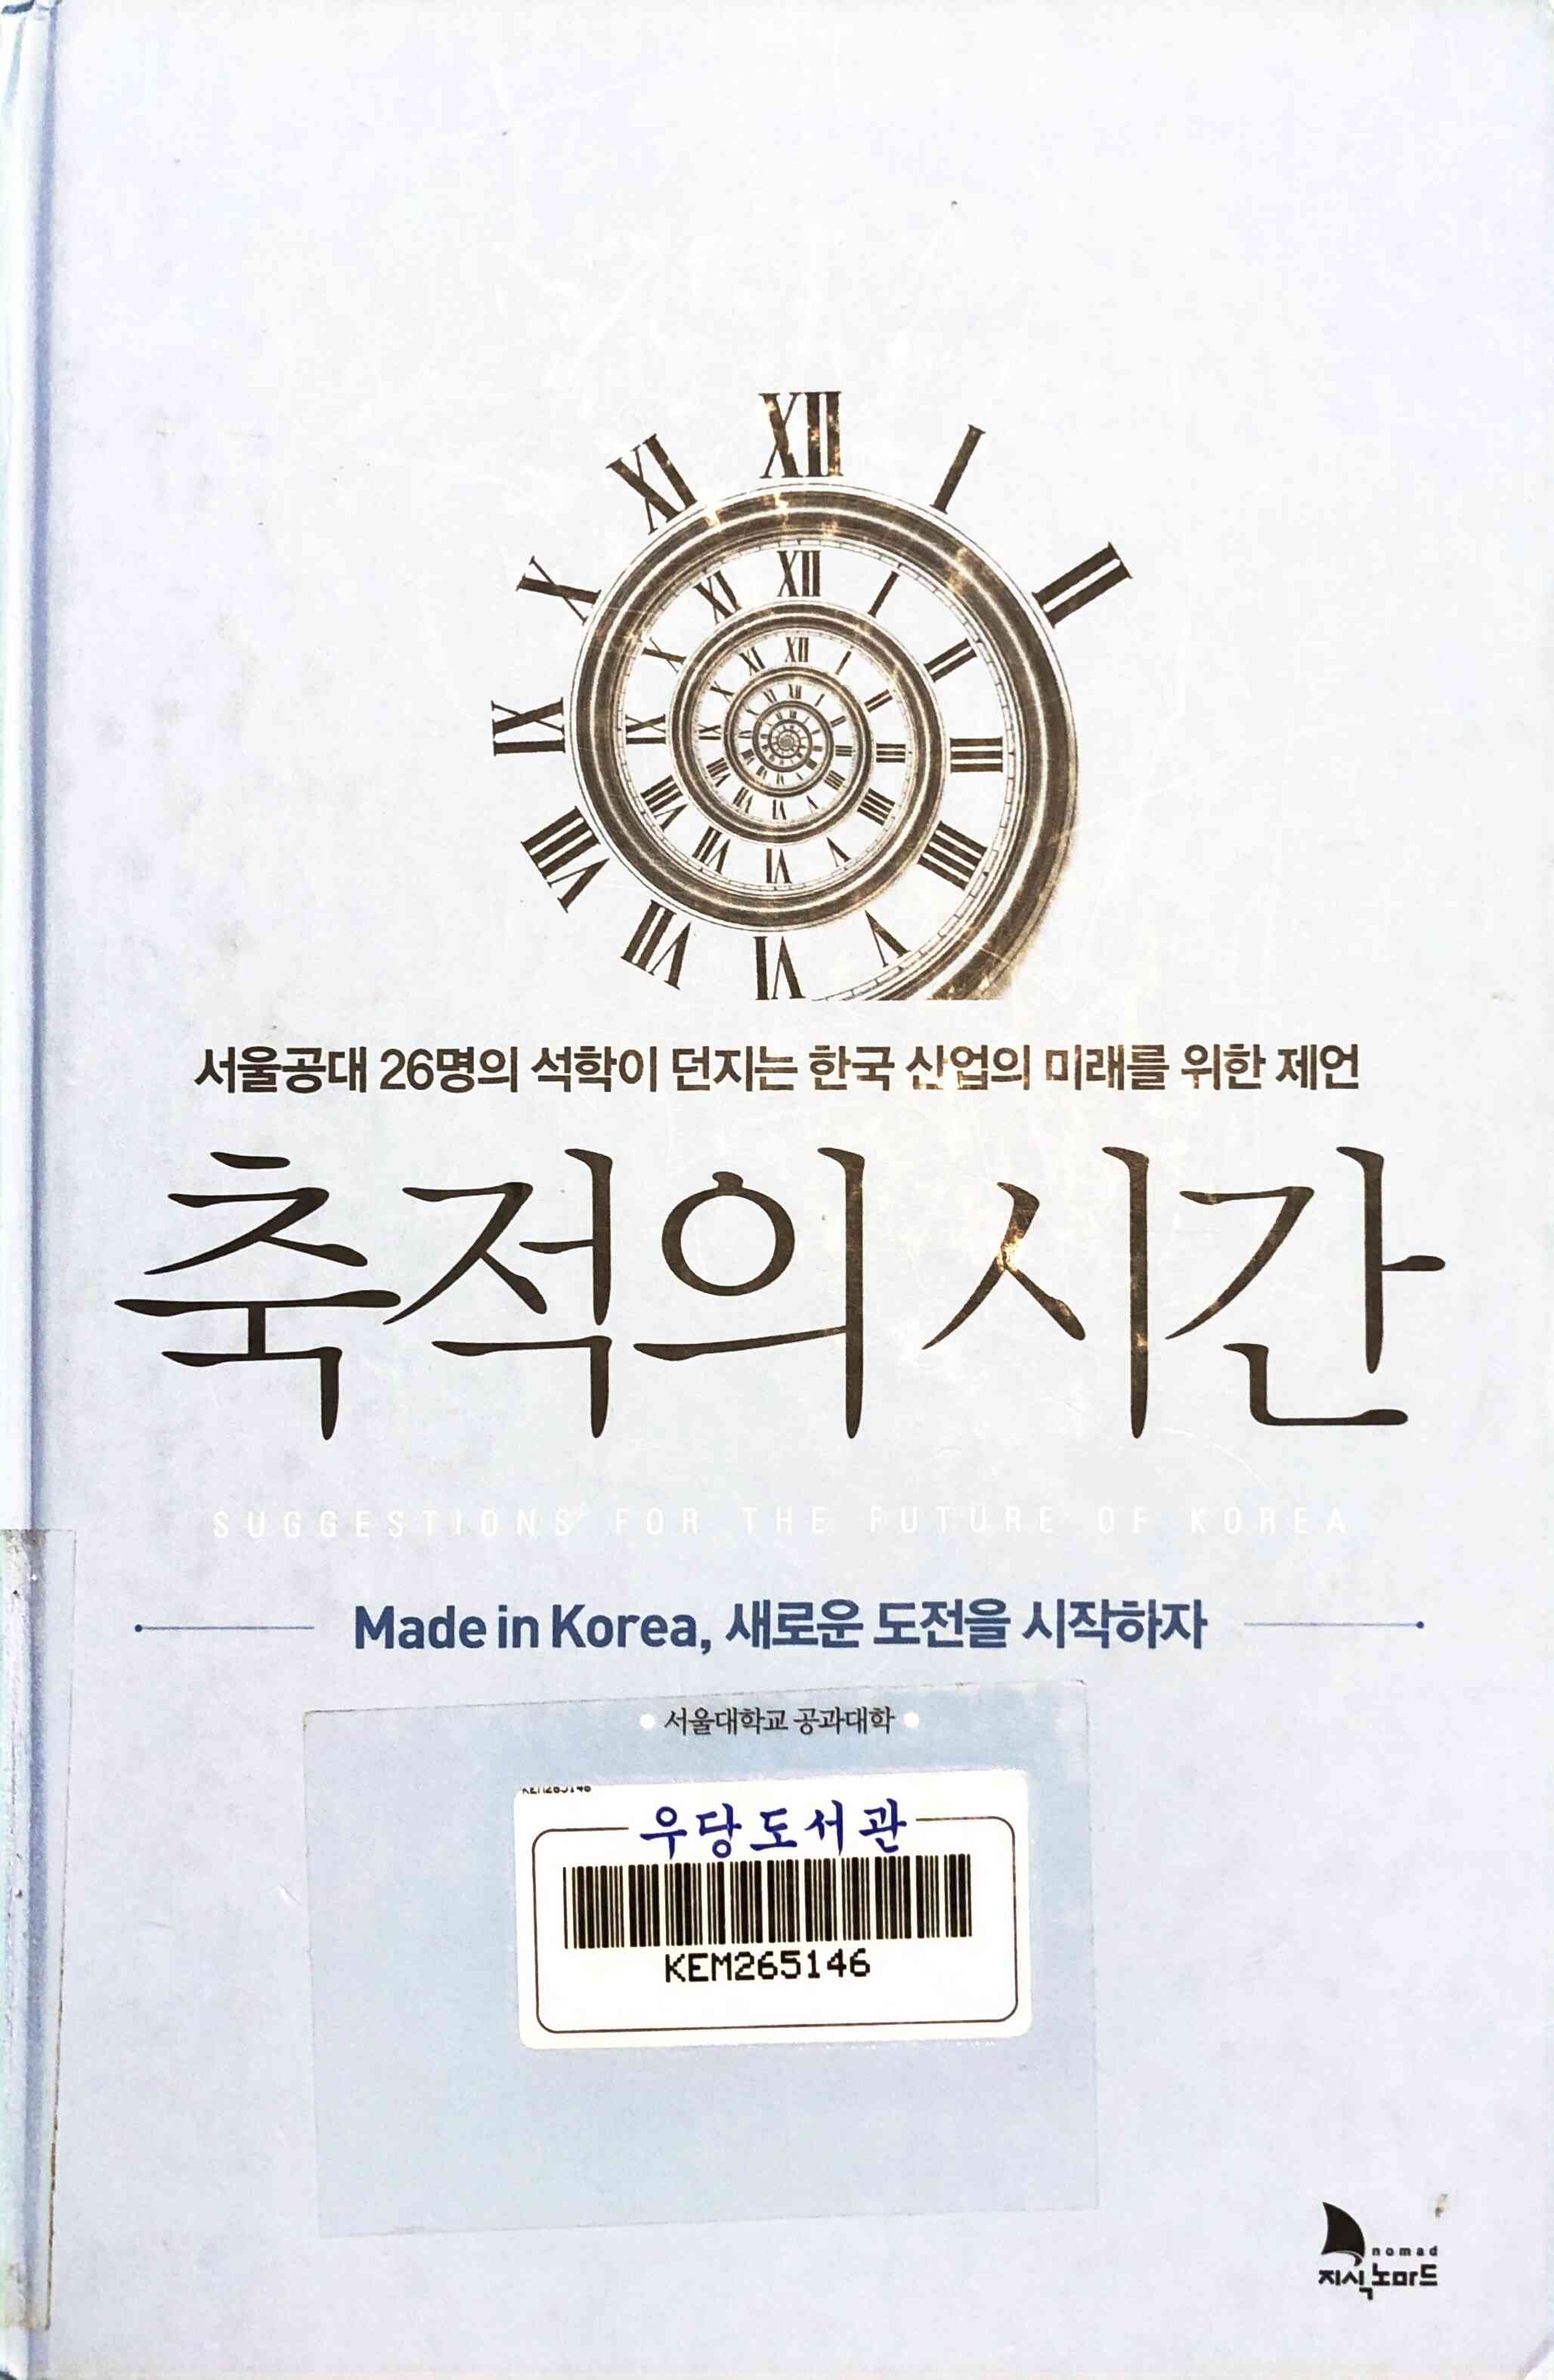 서울공대 26명의 석학이 던지는 한국 산업의 미래를 위한 제언
축적의 시간
SUGGESTIONS FOR THE FUTURE OF KOREA
Made in Korea, 새로운 도전을 시작하자
서울대학교 공과대학
KEM265146
우당도서관
KEM265146
nomad
지식노마드